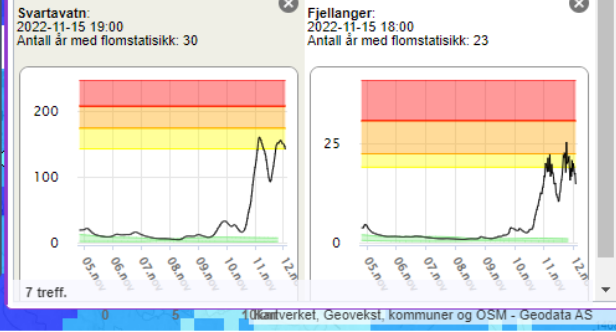 Svartavatn:
2022-11-15 19:00
Antall år med flomstatisikk: 30
200
100
0
05.nov
06.nov
07.nov
08.nov
09.nov
10.nov
11.nov
12.n
Fjellanger:
2022-11-15 18:00
Antall år med flomstatisikk: 23
25
0
05.nov
06.nov
07.nov
08.nov
09.nov
10.nov
11.nov
12.n
7 treff.
0 5
Kartverket, Geovekst, kommuner og OSM - Geodata AS